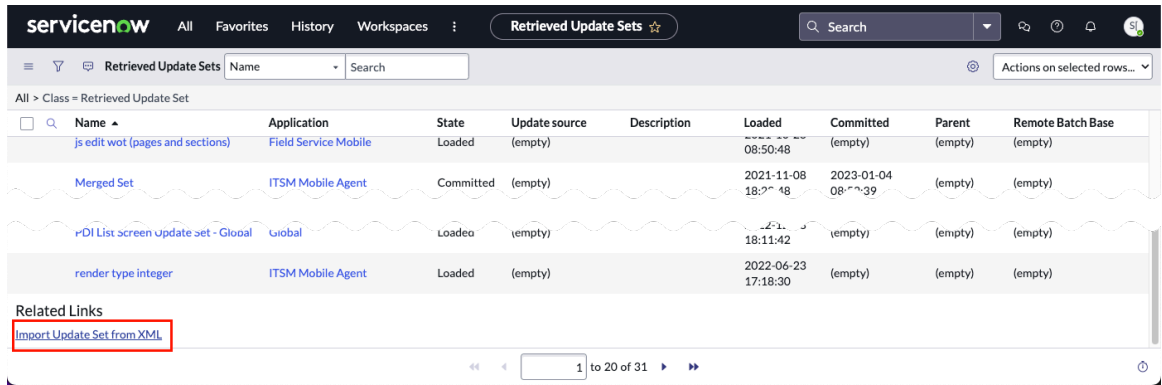 servicenow All Favorites History Workspaces Retrieved Update Sets Search
Retrieved Update Sets Name Search Actions on selected rows...
All > Class = Retrieved Update Set
Name Application State Update source Description Loaded Committed Parent Remote Batch Base
js edit wot (pages and sections) Field Service Mobile Loaded (empty) 08:50:48 (empty) (empty) (empty)
Merged Set ITSM Mobile Agent Committed (empty) 2021-11-08 2023-01-04 (empty) (empty)
PDI List Screen Update Set - Global Global Loaded (empty) 18:11:42 (empty) (empty) (empty)
render type integer ITSM Mobile Agent Loaded (empty) 2022-06-23 17:18:30 (empty) (empty) (empty)
Related Links
Import Update Set from XML
1 to 20 of 31